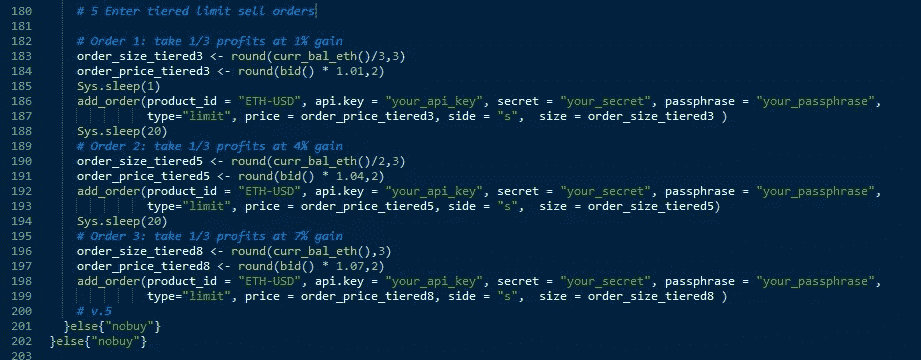 180 # 5 Enter tiered limit sell orders
181
182 # Order 1: take 1/3 profits at 1% gain
183 order_size_tiered3 <- round(curr_bal_eth()/3,3)
184 order_price_tiered3 <- round(bid() * 1.01,2)
185 Sys.sleep(1)
186 add_order(product_id = "ETH-USD", api.key = "your_api_key", secret = "your_secret", passphrase = "your_passphrase",
187 type="limit", price = order_price_tiered3, side = "s", size = order_size_tiered3 )
188 Sys.sleep(20)
189 # Order 2: take 1/3 profits at 4% gain
190 order_size_tiered5 <- round(curr_bal_eth()/2,3)
191 order_price_tiered5 <- round(bid() * 1.04,2)
192 add_order(product_id = "ETH-USD", api.key = "your_api_key", secret = "your_secret", passphrase = "your_passphrase",
193 type="limit", price = order_price_tiered5, side = "s", size = order_size_tiered5)
194 Sys.sleep(20)
195 # Order 3: take 1/3 profits at 7% gain
196 order_size_tiered8 <- round(curr_bal_eth(),3)
197 order_price_tiered8 <- round(bid() * 1.07,2)
198 add_order(product_id = "ETH-USD", api.key = "your_api_key", secret = "your_secret", passphrase = "your_passphrase",
199 type="limit", price = order_price_tiered8, side = "s", size = order_size_tiered8 )
200 # v.5
201 }else{"nobuy"}
202 }else{"nobuy"}
203